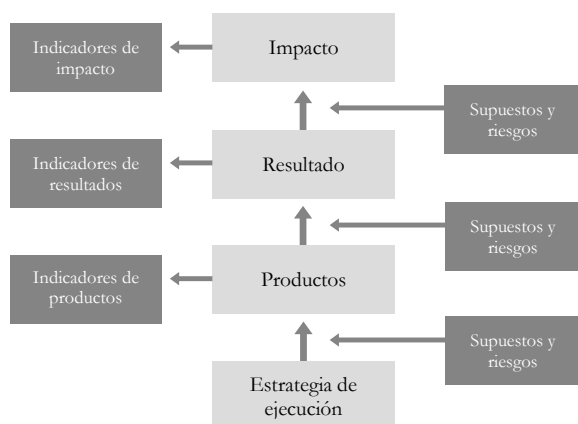 Indicadores de
impacto
Impacto
Supuestos y
riesgos
Indicadores de
resultados
Resultado
Supuestos y
riesgos
Indicadores de
productos
Productos
Supuestos y
riesgos
Estrategia de
ejecución